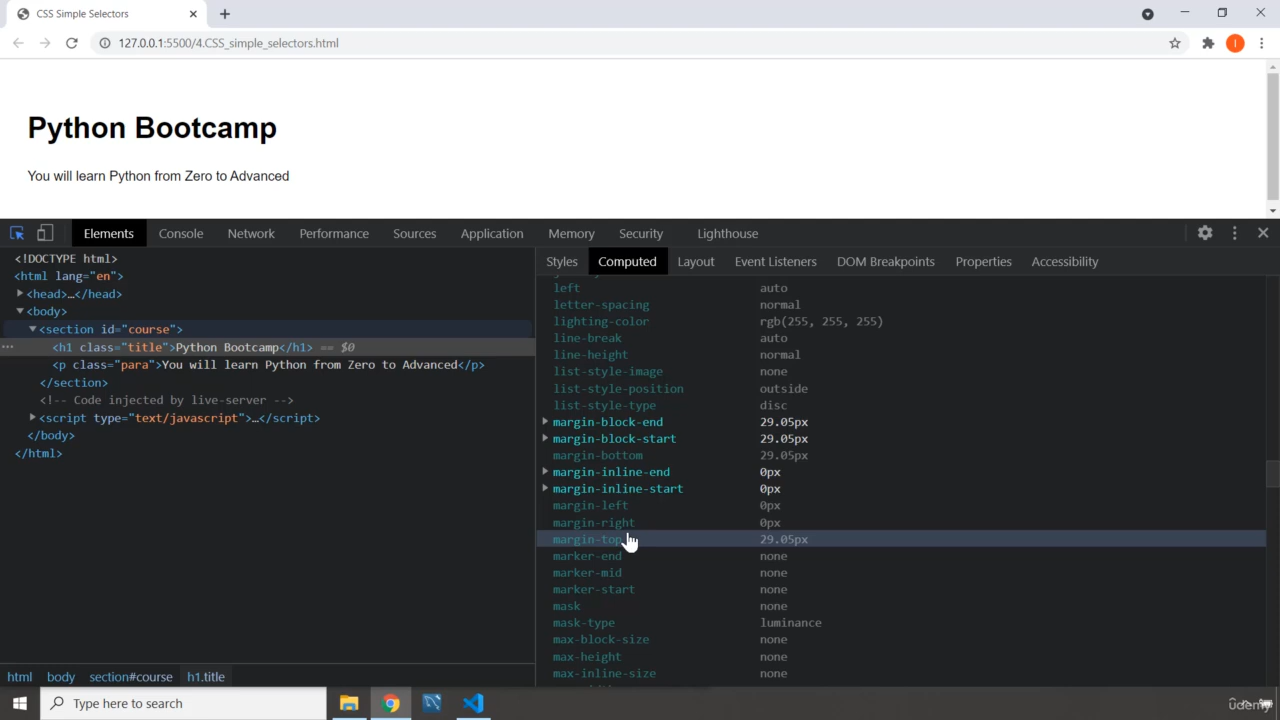 CSS Simple Selectors
127.0.0.1:5500/4.CSS_simple_selectors.html
I
Python Bootcamp
You will learn Python from Zero to Advanced
Elements Console Network Performance Sources Application Memory Security Lighthouse
<!DOCTYPE html>
<html lang="en">
<head>…</head>
<body>
<section id="course">
<h1 class="title">Python Bootcamp</h1> == $0
<p class="para">You will learn Python from Zero to Advanced</p>
</section>
<!-- Code injected by live-server -->
<script type="text/javascript">…</script>
</body>
</html>
html body section#course h1.title
Styles Computed Layout Event Listeners DOM Breakpoints Properties Accessibility
left auto
letter-spacing normal
lighting-color rgb(255, 255, 255)
line-break auto
line-height normal
list-style-image none
list-style-position outside
list-style-type disc
margin-block-end 29.05px
margin-block-start 29.05px
margin-bottom 29.05px
margin-inline-end 0px
margin-inline-start 0px
margin-left 0px
margin-right 0px
margin-top 29.05px
marker-end none
marker-mid none
marker-start none
mask none
mask-type luminance
max-block-size none
max-height none
max-inline-size none
Type here to search
udemy